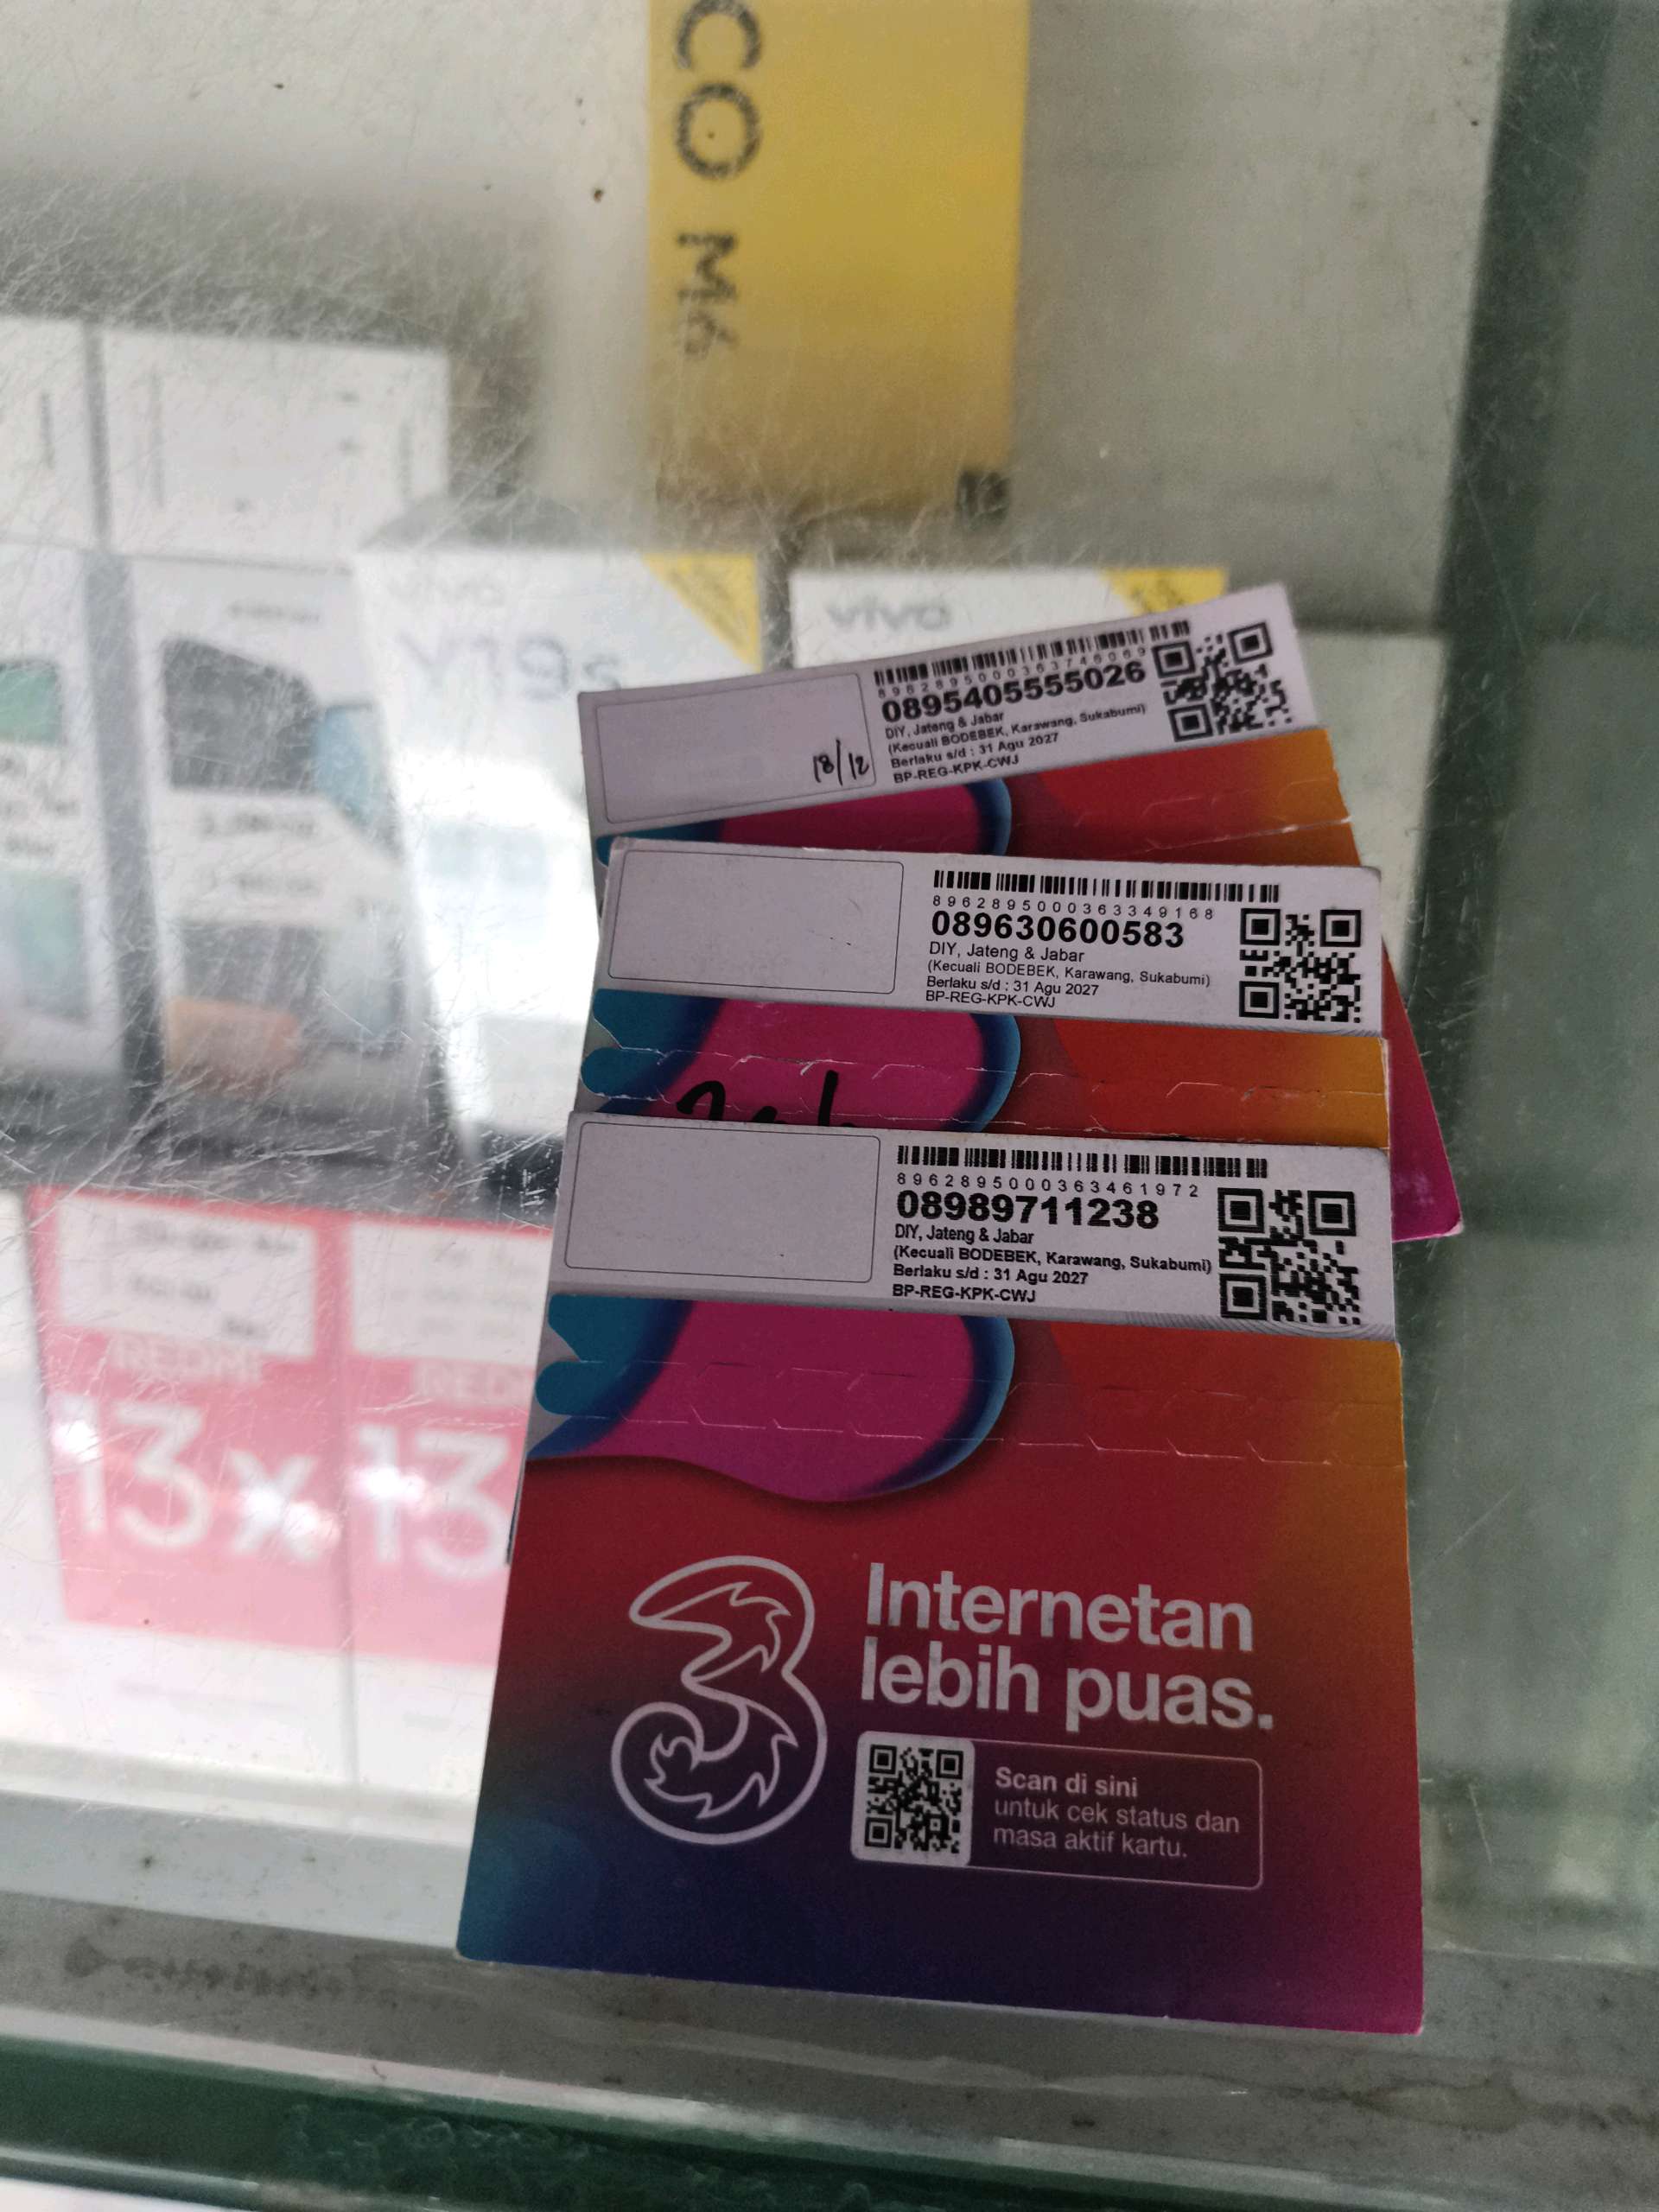 CO M6
vivo
Y19s
vivo
8962895000363746069
0895405555026
DIY, Jateng & Jabar
(Kecuali BODEBEK, Karawang, Sukabumi)
Berlaku s/d : 31 Agu 2027
BP-REG-KPK-CWJ
18/12
8962895000363349168
089630600583
DIY, Jateng & Jabar
(Kecuali BODEBEK, Karawang, Sukabumi)
Berlaku s/d : 31 Agu 2027
BP-REG-KPK-CWJ
8962895000363461972
08989711238
DIY, Jateng & Jabar
(Kecuali BODEBEK, Karawang, Sukabumi)
Berlaku s/d : 31 Agu 2027
BP-REG-KPK-CWJ
REDMI
13x
13
3
Internetan
lebih puas.
Scan di sini
untuk cek status dan
masa aktif kartu.